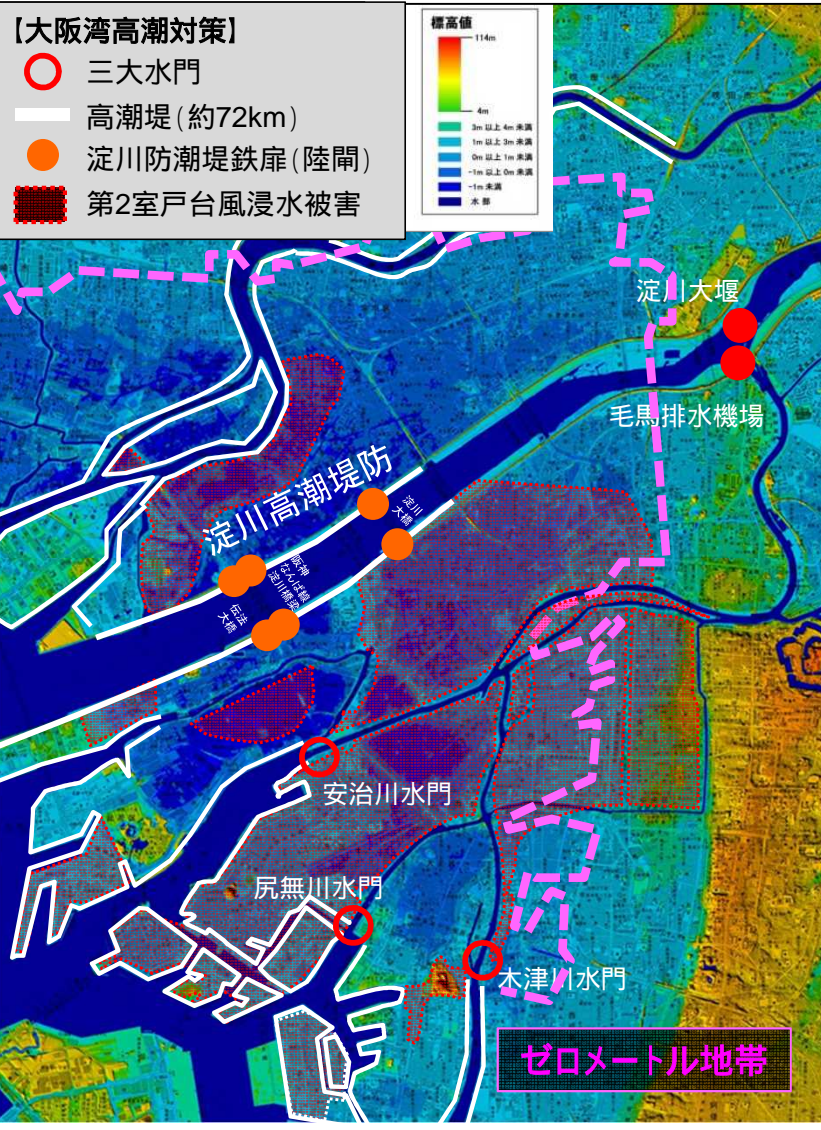 【大阪湾高潮対策】
三大水門
高潮堤(約72km)
淀川防潮堤鉄扉(陸閘)
第2室戸台風浸水被害
標高値
114m
4m
3m 以上 4m 未満
1m 以上 3m 未満
0m 以上 1m 未満
-1m 以上 0m 未満
-1m 未満
水 部
淀川大堰
毛馬排水機場
淀川高潮堤防
淀川
大橋
阪神
なんば線
淀川橋梁
伝法
大橋
安治川水門
尻無川水門
木津川水門
ゼロメートル地帯